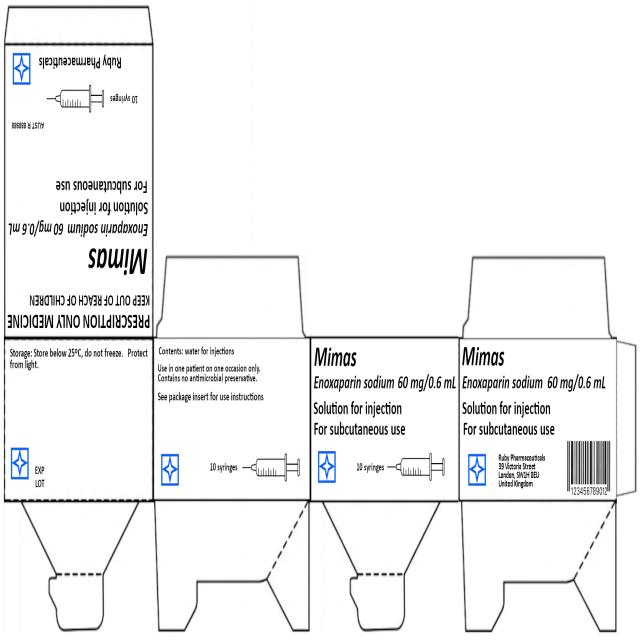 PRESCRIPTION ONLY MEDICINE
KEEP OUT OF REACH OF CHILDREN
Mimas
Enoxaparin sodium 60 mg/0.6 mL
Solution for injection
For subcutaneous use
AUST R 888988
10 syringes
Ruby Pharmaceuticals
Storage: Store below 25°C, do not freeze. Protect
from light.
EXP
LOT
Contents: water for injections
Use in one patient on one occasion only.
Contains no antimicrobial preservative.
See package insert for use instructions
10 syringes
Mimas
Enoxaparin sodium 60 mg/0.6 mL
Solution for injection
For subcutaneous use
10 syringes
Mimas
Enoxaparin sodium 60 mg/0.6 mL
Solution for injection
For subcutaneous use
Ruby Pharmaceuticals
39 Victoria Street
London, SW1H 0EU
United Kingdom
123456789012